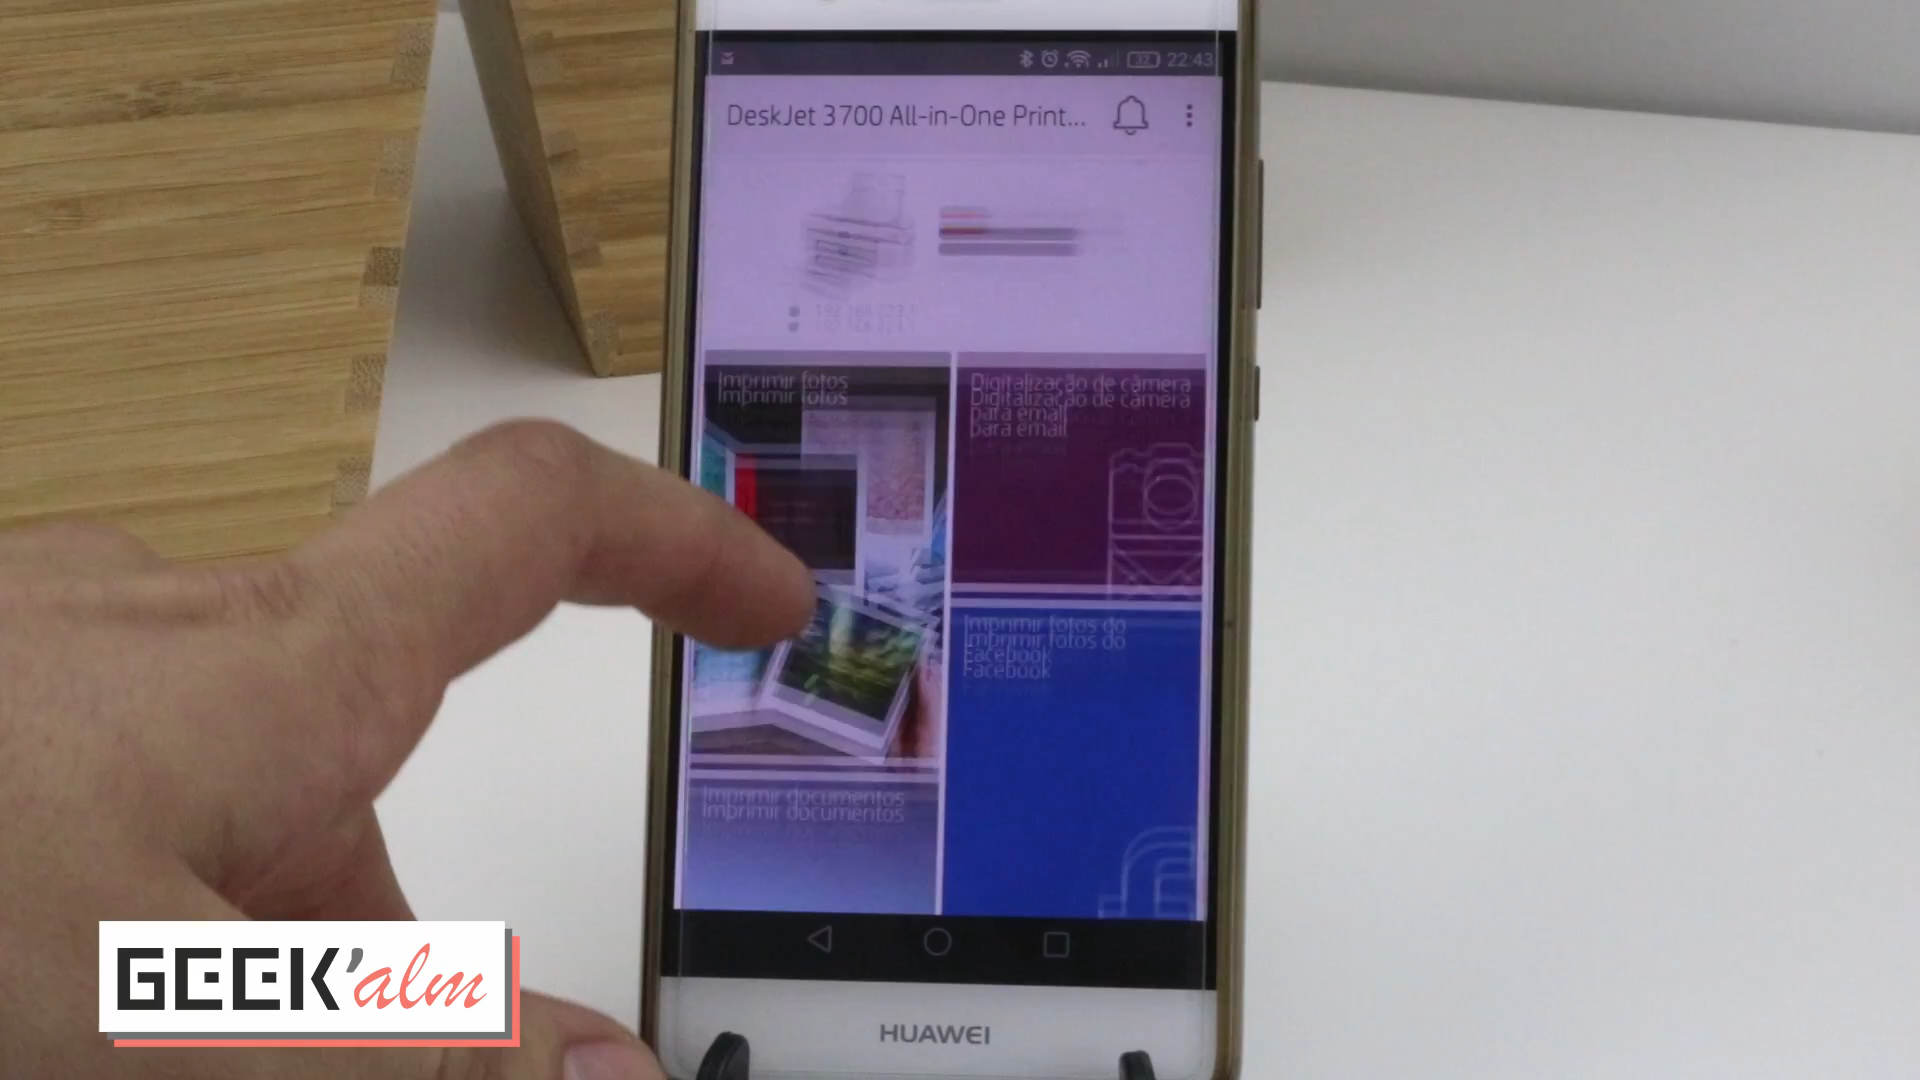 22:43
DeskJet 3700 All-in-One Print...
Imprimir fotos
Digitalização de câmera
para email
Imprimir fotos do
Facebook
Imprimir documentos
GEEK'alm
HUAWEI